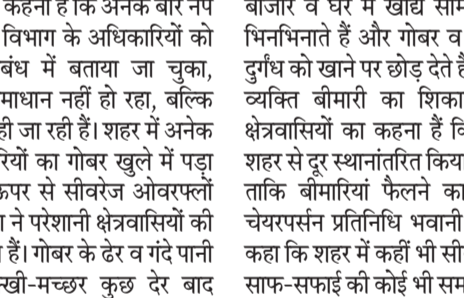 कहना है कि अनेक बार नप
विभाग के अधिकारियों को
बंध में बताया जा चुका,
माधान नहीं हो रहा, बल्कि
ही जा रही हैं। शहर में अनेक
रियों का गोबर खुले में पड़ा
ऊपर से सीवरेज ओवरफ्लों
ने परेशानी क्षेत्रवासियों की
हैं। गोबर के ढेर व गंदे पानी
क्खी-मच्छर कुछ देर बाद
बाजार व घर में खाद्य साम
भिनभिनाते हैं और गोबर व
दुर्गंध को खाने पर छोड़ देते है
व्यक्ति बीमारी का शिका
क्षेत्रवासियों का कहना हैं कि
शहर से दूर स्थानांतरित किया
ताकि बीमारियां फैलने का
चेयरपर्सन प्रतिनिधि भवानी
कहा कि शहर में कहीं भी सी
साफ-सफाई की कोई भी सम